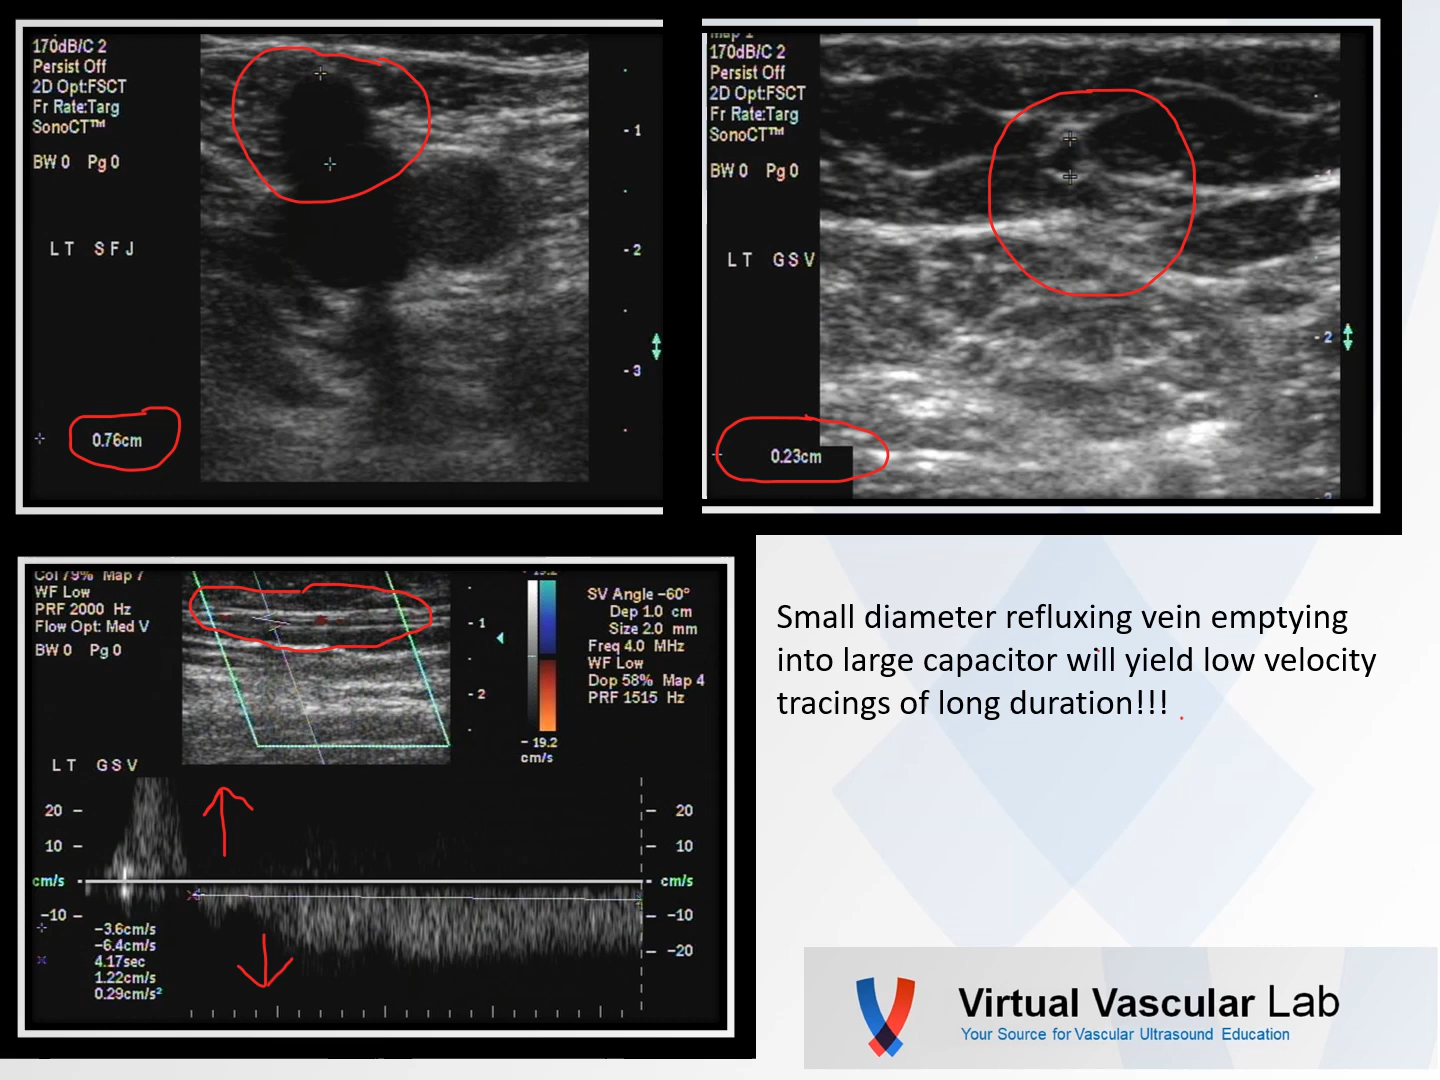 170dB/C 2
Persist Off
2D Opt:FSCT
Fr Rate:Targ
SonoCT™
BW 0 Pg 0
LT SFJ
0.76cm
- 1
- 2
- 3
Map 1
170dB/C 2
Persist Off
2D Opt:FSCT
Fr Rate:Targ
SonoCT™
BW 0 Pg 0
LT GSV
0.23cm
- 2
Col 79% Map 7
WF Low
PRF 2000 Hz
Flow Opt: Med V
BW 0 Pg 0
- 1
- 2
- 19.2
cm/s
SV Angle -60°
Dep 1.0 cm
Size 2.0 mm
Freq 4.0 MHz
WF Low
Dop 58% Map 4
PRF 1515 Hz
LT GSV
20
10
cm/s
-10
20
10
cm/s
-10
-20
-3.6cm/s
-6.4cm/s
4.17sec
1.22cm/s
0.29cm/s²
Small diameter refluxing vein emptying
into large capacitor will yield low velocity
tracings of long duration!!!
Virtual Vascular Lab
Your Source for Vascular Ultrasound Education